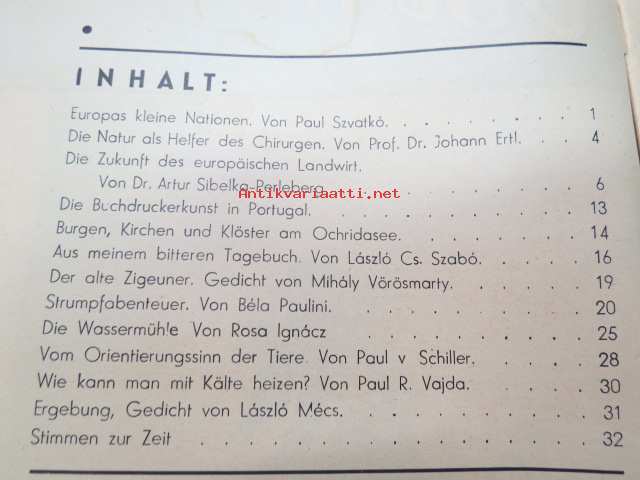 INHALT:
Europas kleine Nationen. Von Paul Szvatkó. . . . . . . . 1
Die Natur als Helfer des Chirurgen. Von Prof. Dr. Johann Ertl. . . 4
Die Zukunft des europäischen Landwirt.
Von Dr. Artur Sibelka-Perleberg . . . . . . . . 6
Antikvariaatti.net
Die Buchdruckerkunst in Portugal. . . . . . . . . . 13
Burgen, Kirchen und Klöster am Ochridasee. . . . . . . 14
Aus meinem bitteren Tagebuch. Von László Cs. Szabó. . . . . 16
Der alte Zigeuner. Gedicht von Mihály Vörösmarty. . . . . . 19
Strumpfabenteuer. Von Béla Paulini. . . . . . . . . . 20
Die Wassermühle Von Rosa Ignácz . . . . . . . . . 25
Vom Orientierungssinn der Tiere. Von Paul v Schiller. . . . . 28
Wie kann man mit Kälte heizen? Von Paul R. Vajda. . . . . 30
Ergebung, Gedicht von László Mécs. . . . . . . . . . 31
Stimmen zur Zeit . . . . . . . . . . . . . . 32